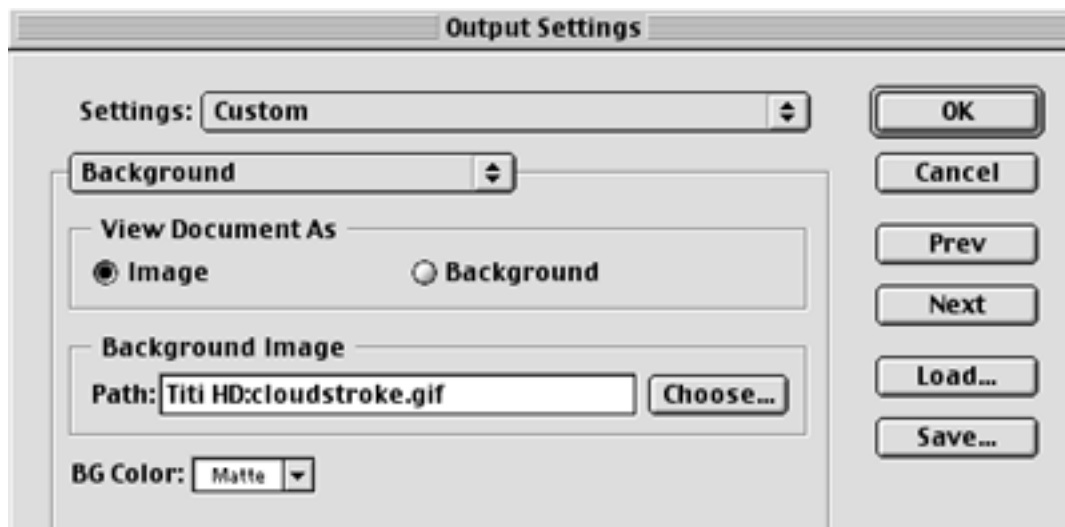 Output Settings
Settings: Custom
OK
Background
Cancel
View Document As
Prev
Image Background
Next
Background Image
Path: Titi HD:cloudstroke.gif Choose...
Load...
Save...
BG Color: Matte